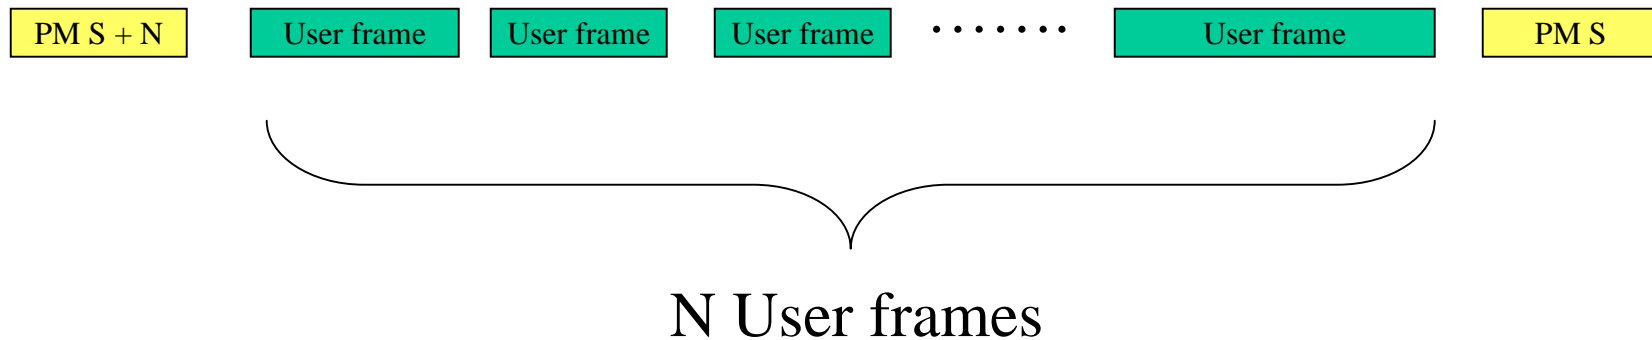 PM S + N User frame User frame User frame ....... User frame PM S
N User frames